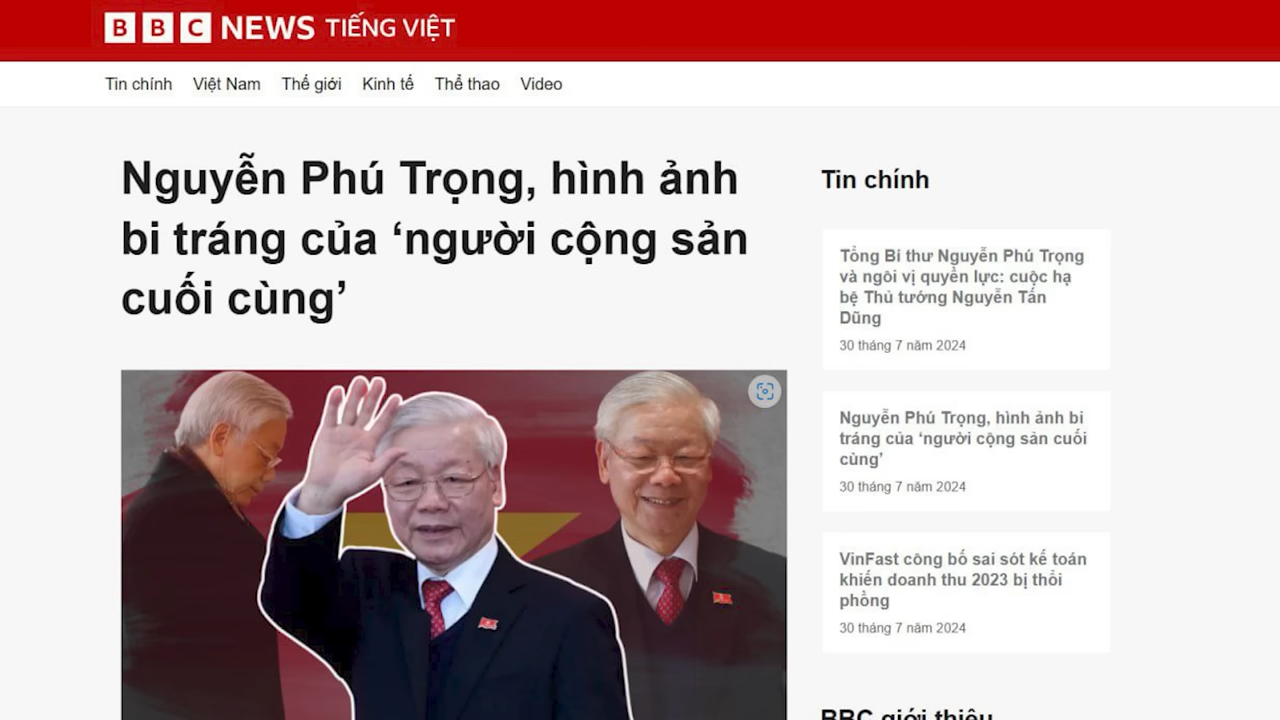 BBC NEWS TIẾNG VIỆT
Tin chính Việt Nam Thế giới Kinh tế Thể thao Video
Nguyễn Phú Trọng, hình ảnh
bi tráng của ‘người cộng sản
cuối cùng’
Tin chính
Tổng Bí thư Nguyễn Phú Trọng
và ngôi vị quyền lực: cuộc hạ
bệ Thủ tướng Nguyễn Tấn
Dũng
30 tháng 7 năm 2024
Nguyễn Phú Trọng, hình ảnh bi
tráng của ‘người cộng sản cuối
cùng’
30 tháng 7 năm 2024
VinFast công bố sai sót kế toán
khiến doanh thu 2023 bị thổi
phồng
30 tháng 7 năm 2024
BBC giới thiệu